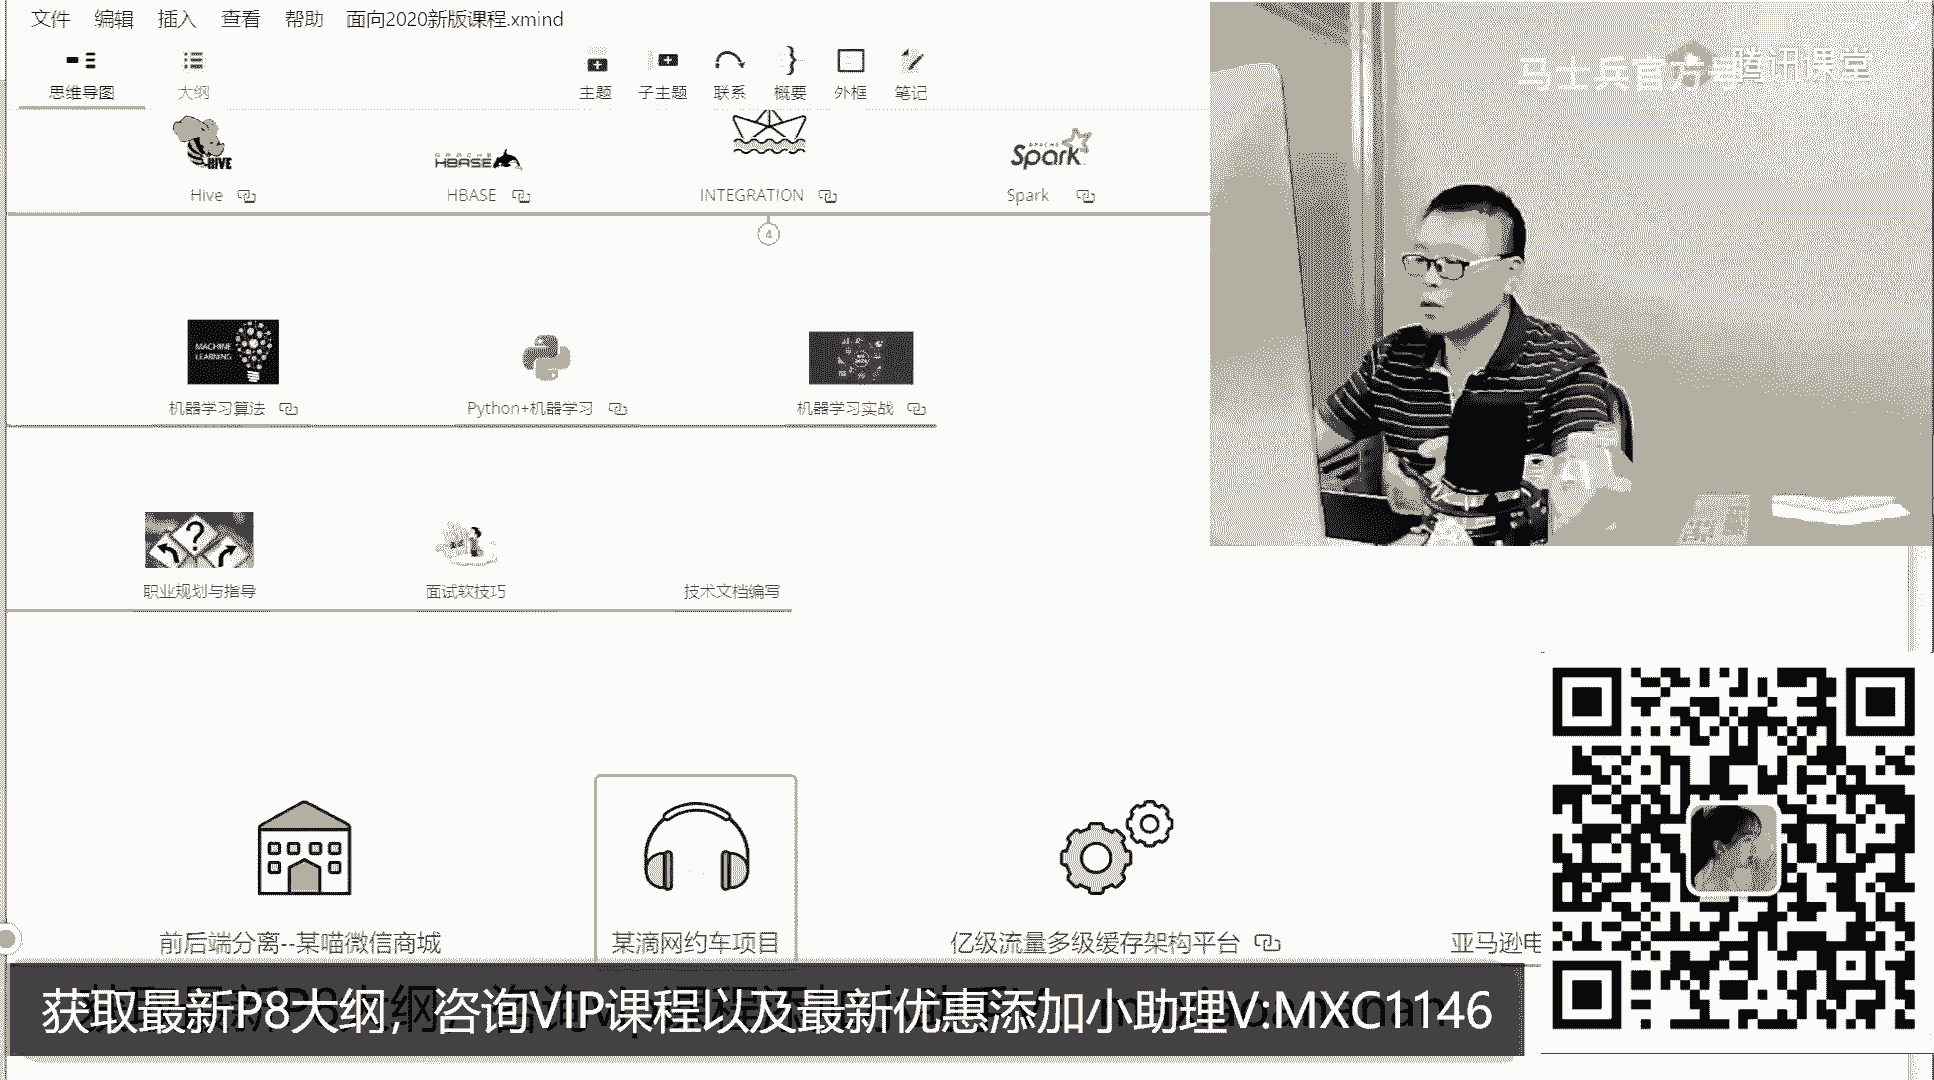 文件 编辑 插入 查看 帮助 面向2020新版课程.xmind
思维导图 大纲 主题 子主题 联系 概要 外框 笔记
马士兵官方号 腾讯课堂
HIVE APACHE HBASE APACHE Spark
Hive HBASE INTEGRATION Spark
4
MACHINE
LEARNING
机器学习算法 Python+机器学习 机器学习实战
职业规划与指导 面试软技巧 技术文档编写
前后端分离--某喵微信商城 某滴网约车项目 亿级流量多级缓存架构平台 亚马逊电
获取最新P8大纲，咨询VIP课程以及最新优惠添加小助理V:MXC1146